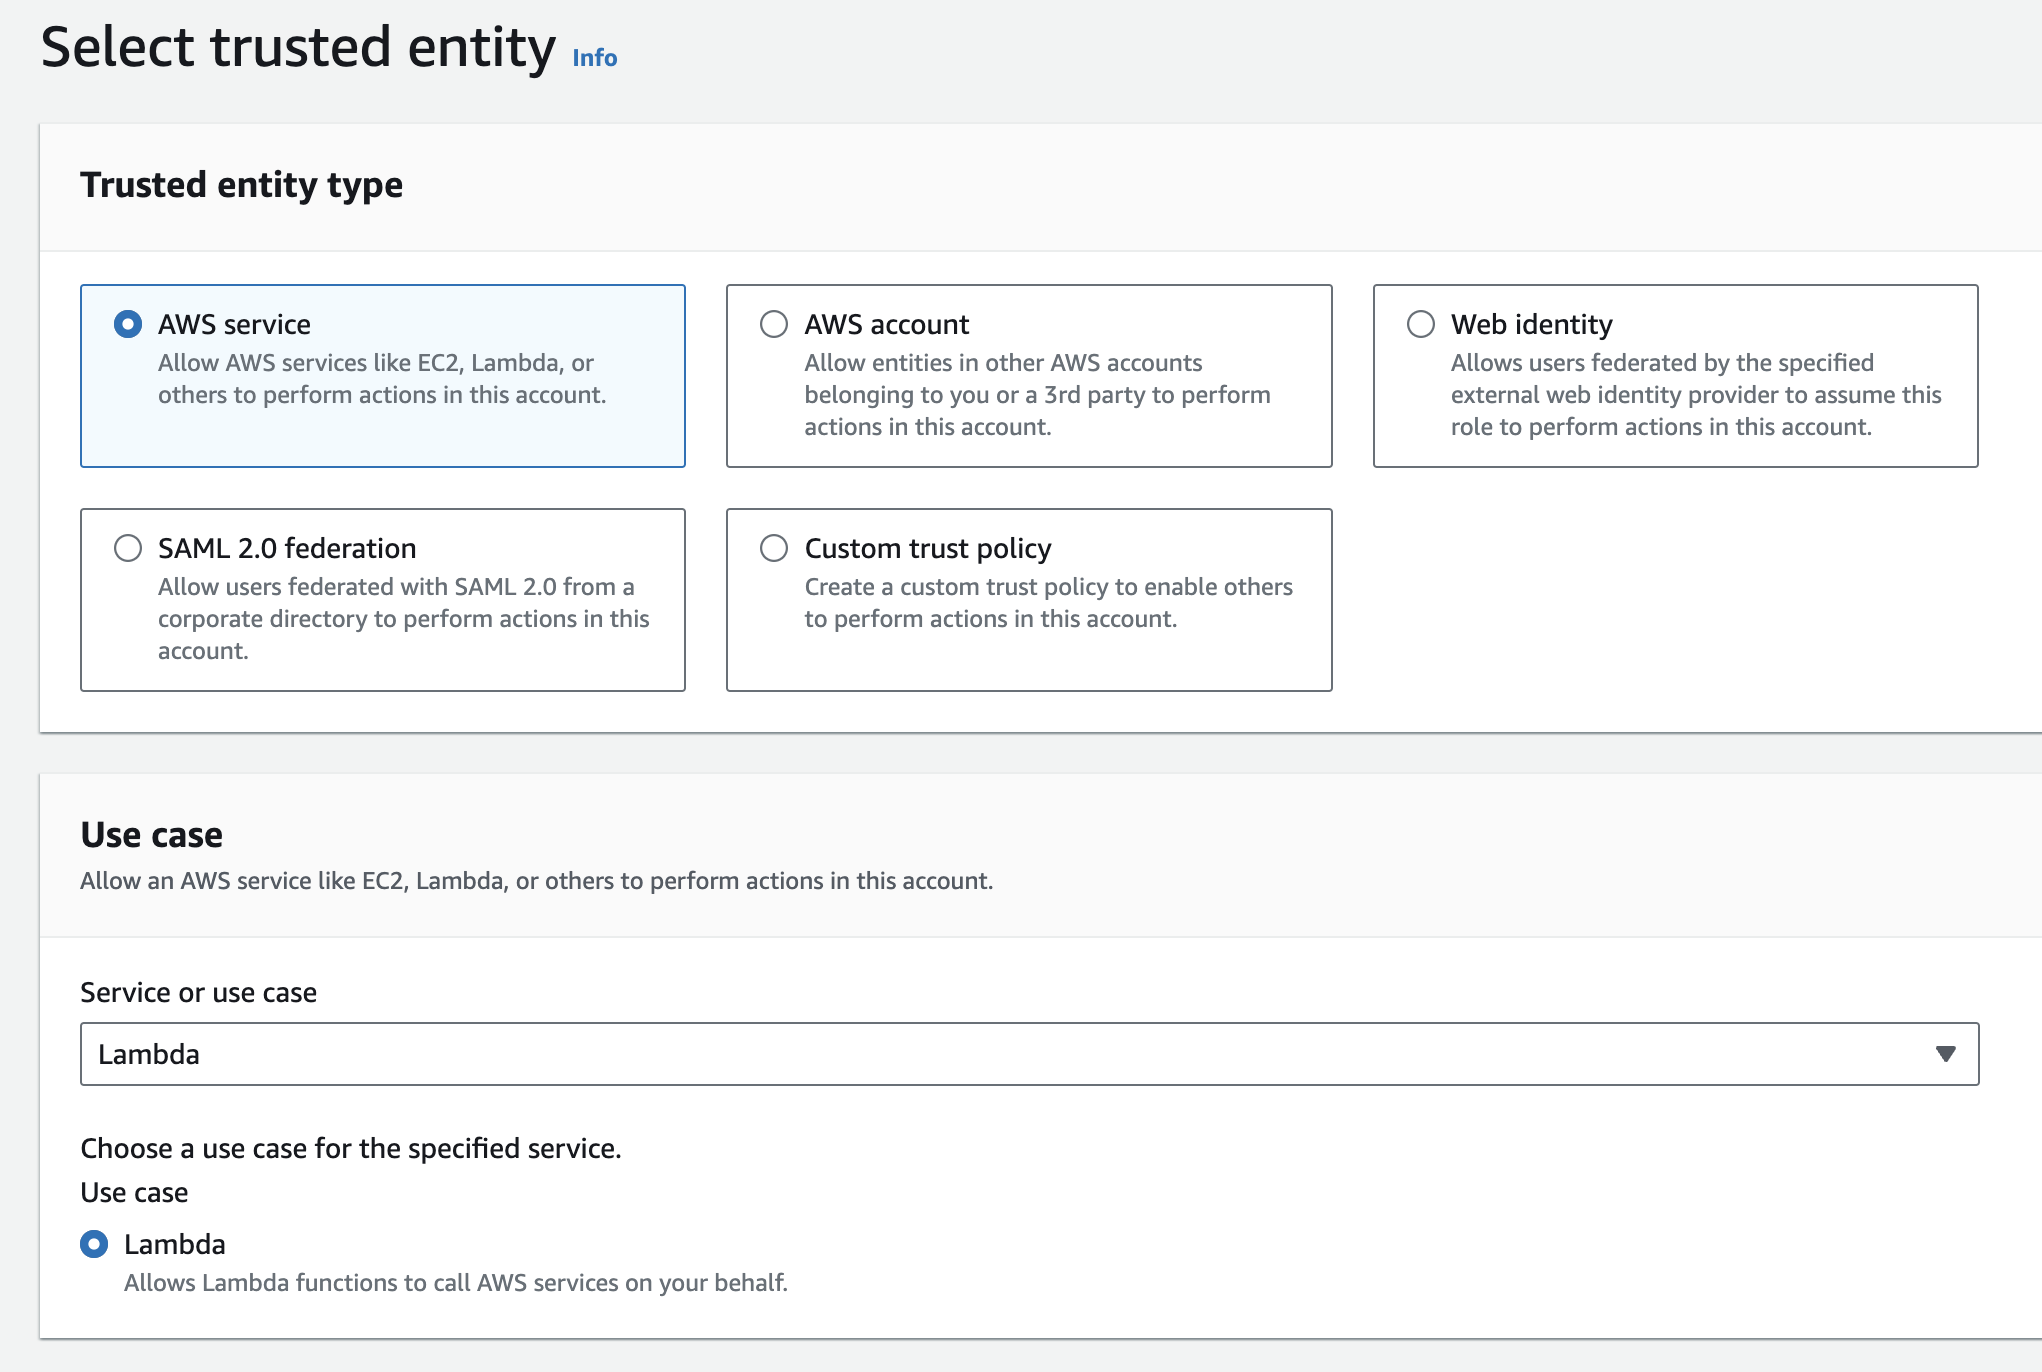 Select trusted entity Info
Trusted entity type
AWS service
Allow AWS services like EC2, Lambda, or
others to perform actions in this account.
AWS account
Allow entities in other AWS accounts
belonging to you or a 3rd party to perform
actions in this account.
Web identity
Allows users federated by the specified
external web identity provider to assume this
role to perform actions in this account.
SAML 2.0 federation
Allow users federated with SAML 2.0 from a
corporate directory to perform actions in this
account.
Custom trust policy
Create a custom trust policy to enable others
to perform actions in this account.
Use case
Allow an AWS service like EC2, Lambda, or others to perform actions in this account.
Service or use case
Lambda
Choose a use case for the specified service.
Use case
Lambda
Allows Lambda functions to call AWS services on your behalf.